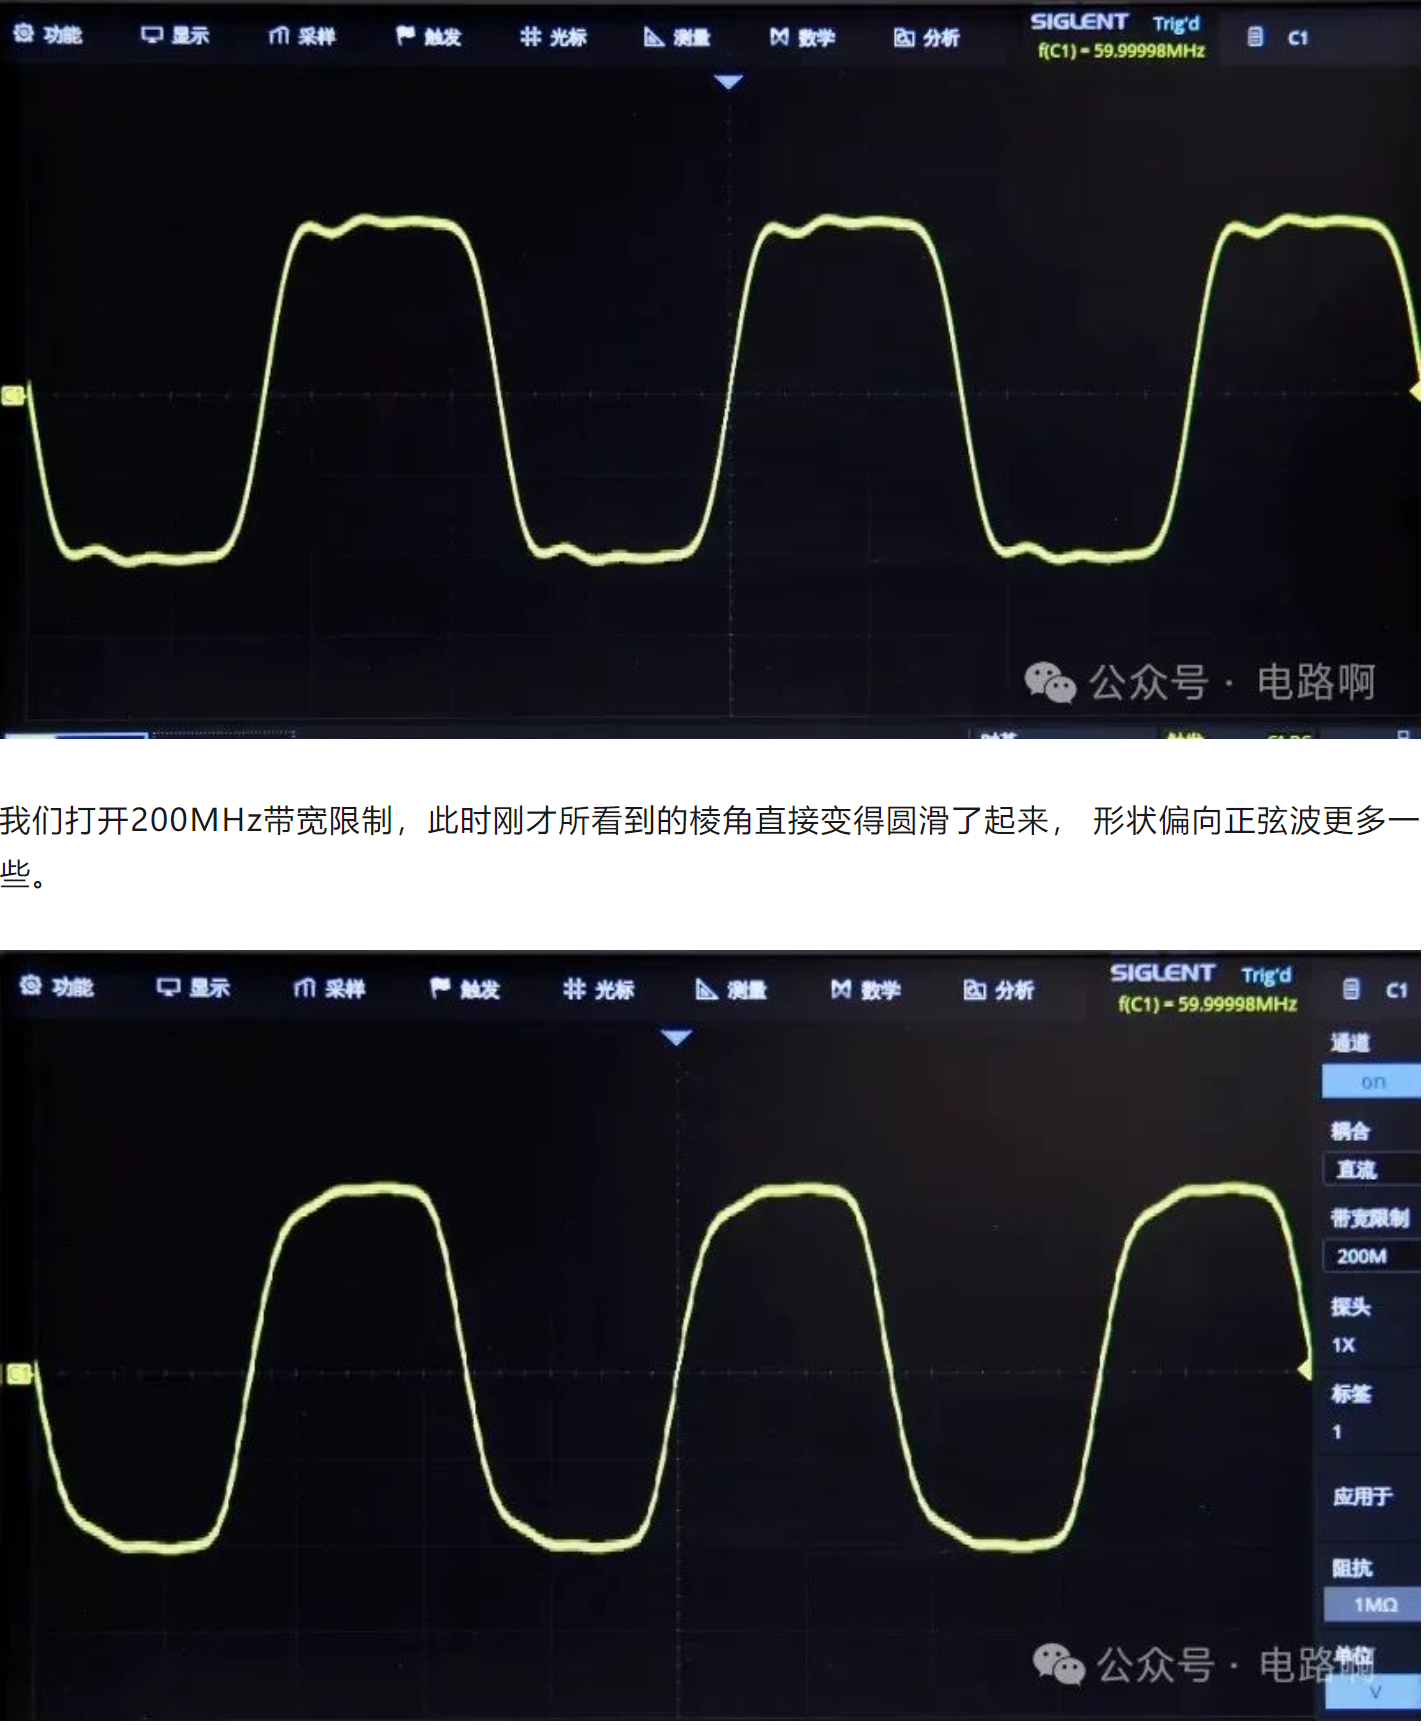 功能 显示 采样 触发 光标 测量 数学 分析 SIGLENT Trig'd C1
f(C1) = 59.99998MHz
公众号 · 电路啊
我们打开200MHz带宽限制，此时刚才所看到的棱角直接变得圆滑了起来， 形状偏向正弦波更多一
些。
功能 显示 采样 触发 光标 测量 数学 分析 SIGLENT Trig'd C1
f(C1) = 59.99998MHz
通道
on
耦合
直流
带宽限制
200M
探头
1X
标签
1
C1
应用于
阻抗
1MΩ
单位
公众号 · 电路啊
V